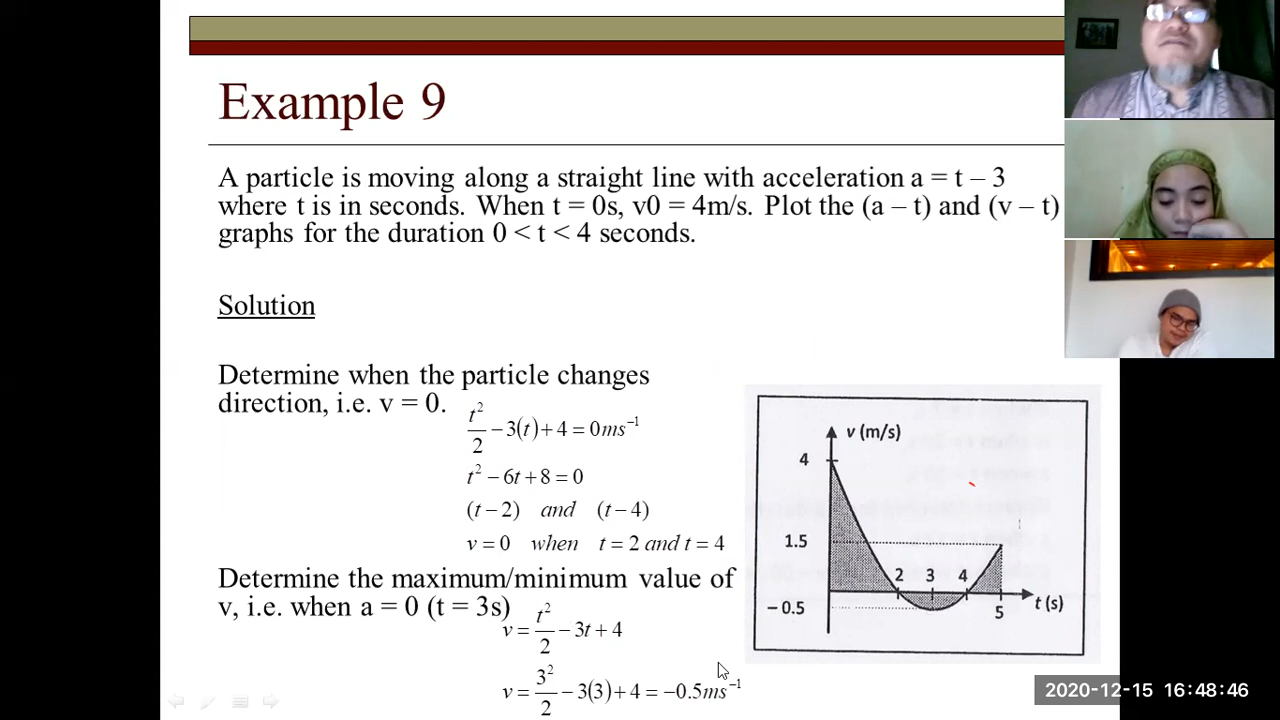 Example 9
A particle is moving along a straight line with acceleration a = t – 3
where t is in seconds. When t = 0s, v0 = 4m/s. Plot the (a – t) and (v – t)
graphs for the duration 0 < t < 4 seconds.
Solution
Determine when the particle changes
direction, i.e. v = 0.
t²/2 – 3(t) + 4 = 0ms⁻¹
t² – 6t + 8 = 0
(t – 2) and (t – 4)
v = 0 when t = 2 and t = 4
Determine the maximum/minimum value of
v, i.e. when a = 0 (t = 3s)
v = t²/2 – 3t + 4
v = 3²/2 – 3(3) + 4 = –0.5ms⁻¹
v (m/s)
4
1.5
2 3 4
– 0.5
5
t (s)
2020-12-15 16:48:46